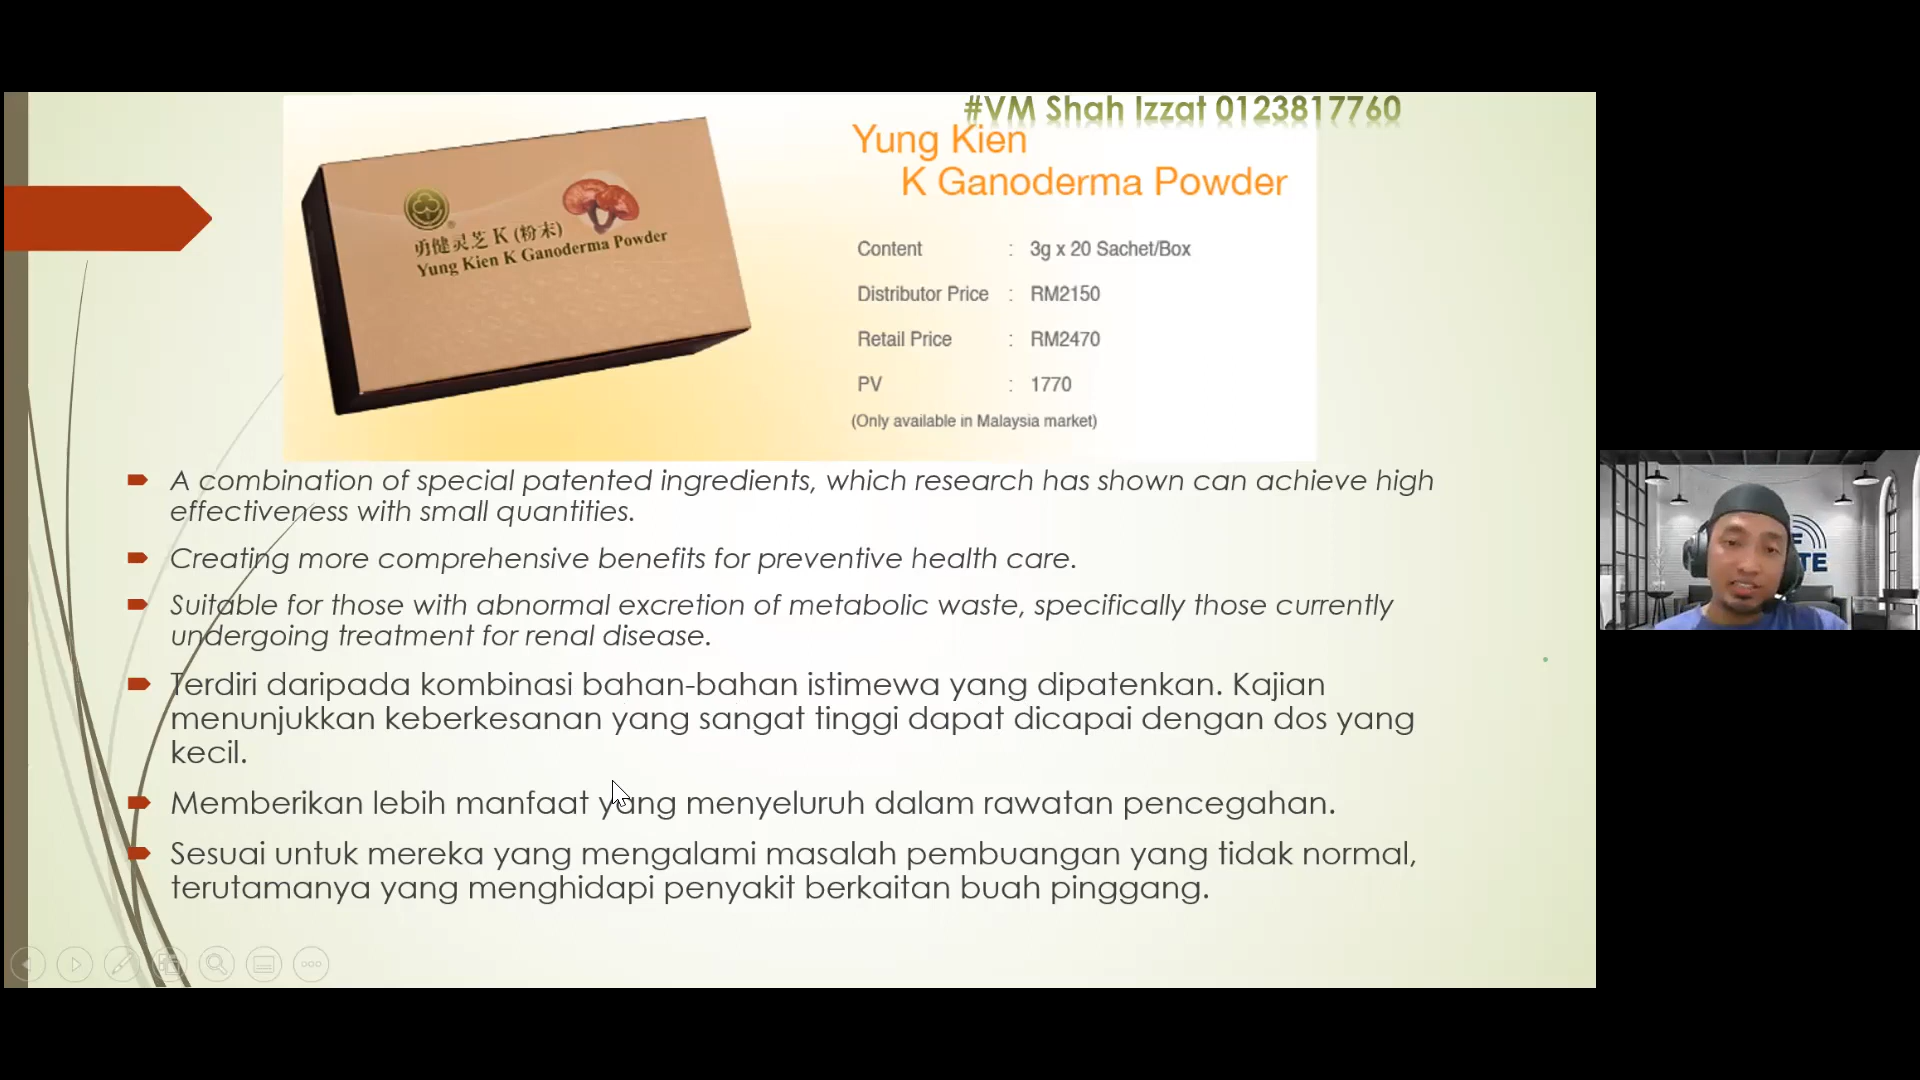 #VM Shah Izzat 0123817760
Yung Kien
K Ganoderma Powder
勇健灵芝 K (粉末)
Yung Kien K Ganoderma Powder
Content : 3g x 20 Sachet/Box
Distributor Price : RM2150
Retail Price : RM2470
PV : 1770
(Only available in Malaysia market)
A combination of special patented ingredients, which research has shown can achieve high
effectiveness with small quantities.
Creating more comprehensive benefits for preventive health care.
Suitable for those with abnormal excretion of metabolic waste, specifically those currently
undergoing treatment for renal disease.
Terdiri daripada kombinasi bahan-bahan istimewa yang dipatenkan. Kajian
menunjukkan keberkesanan yang sangat tinggi dapat dicapai dengan dos yang
kecil.
Memberikan lebih manfaat yang menyeluruh dalam rawatan pencegahan.
Sesuai untuk mereka yang mengalami masalah pembuangan yang tidak normal,
terutamanya yang menghidapi penyakit berkaitan buah pinggang.